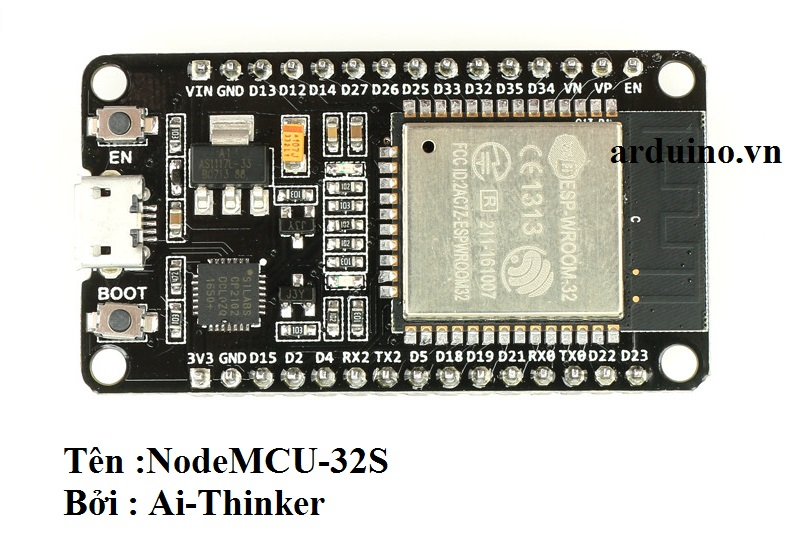 VIN GND D13 D12 D14 D27 D26 D25 D33 D32 D35 D34 VN VP EN
EN
arduino.vn
AS1117L-33
ESP-WROOM-32
CE1313
R 211-161007
FCC ID:2AC7Z-ESPWROOM32
C
BOOT
SILABS
CP2102
3V3 GND D15 D2 D4 RX2 TX2 D5 D18 D19 D21 RX0 TX0 D22 D23
Tên :NodeMCU-32S
Bởi : Ai-Thinker